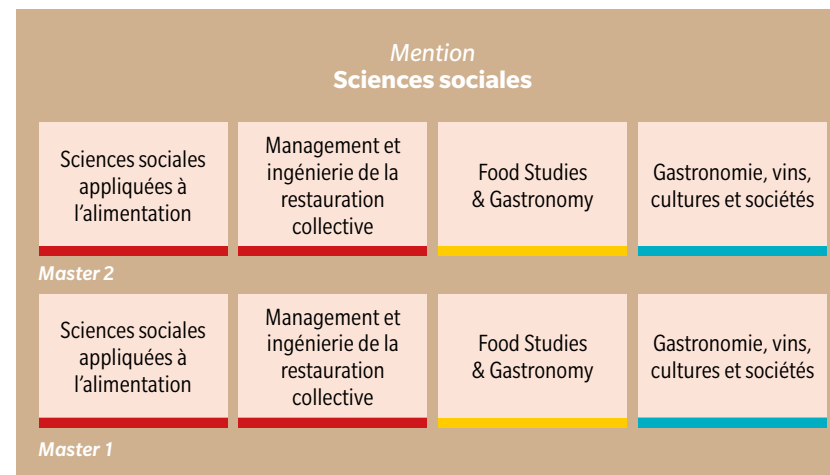 Mention
Sciences sociales
Sciences sociales
appliquées à
l'alimentation
Management et
ingénierie de la
restauration
collective
Food Studies
& Gastronomy
Gastronomie, vins,
cultures et sociétés
Master 2
Sciences sociales
appliquées à
l'alimentation
Management et
ingénierie de la
restauration
collective
Food Studies
& Gastronomy
Gastronomie, vins,
cultures et sociétés
Master 1